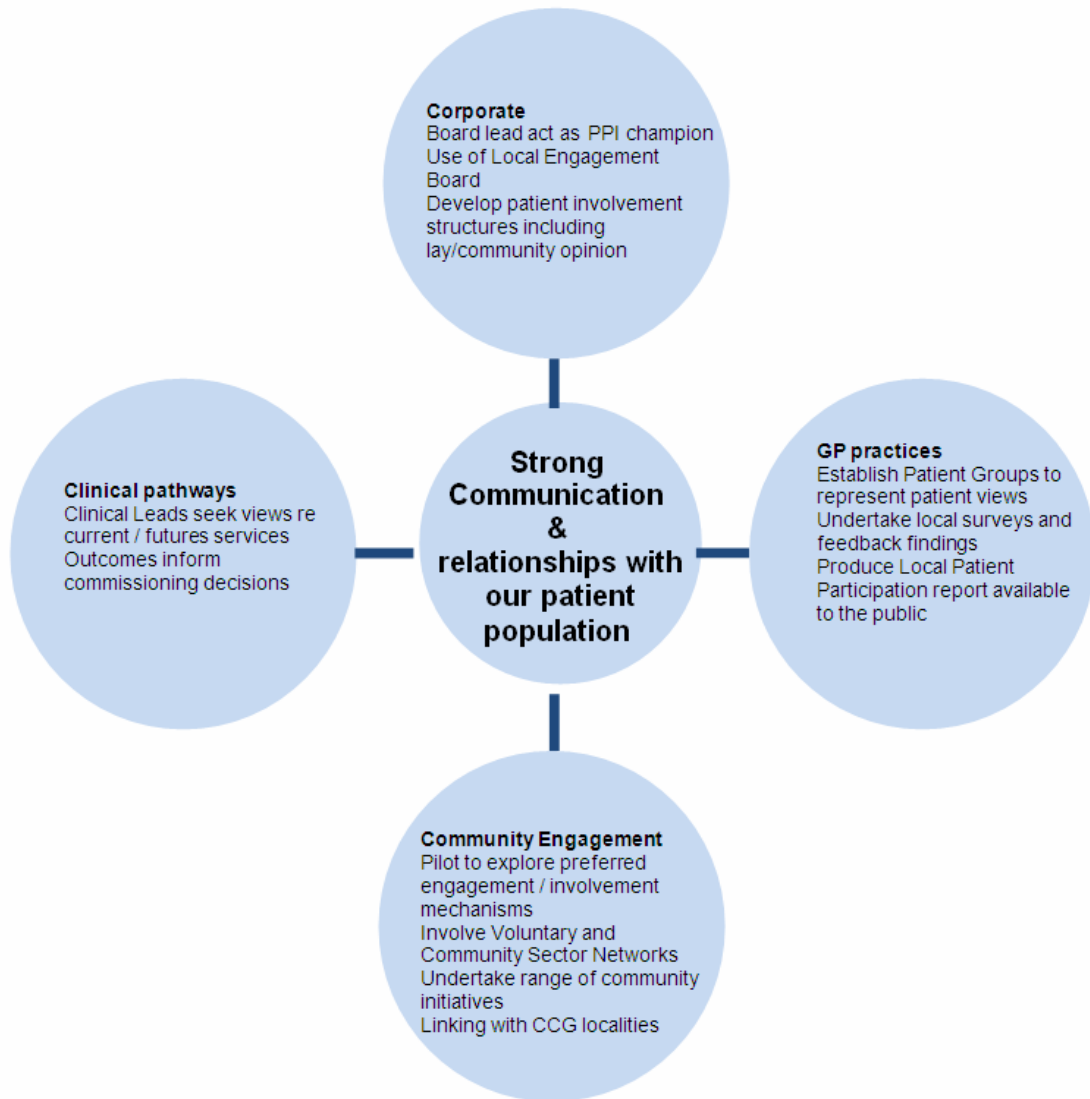 Corporate
Board lead act as PPI champion
Use of Local Engagement
Board
Develop patient involvement
structures including
lay/community opinion
Clinical pathways
Clinical Leads seek views re
current / futures services
Outcomes inform
commissioning decisions
Strong
Communication
&
relationships with
our patient
population
GP practices
Establish Patient Groups to
represent patient views
Undertake local surveys and
feedback findings
Produce Local Patient
Participation report available
to the public
Community Engagement
Pilot to explore preferred
engagement / involvement
mechanisms
Involve Voluntary and
Community Sector Networks
Undertake range of community
initiatives
Linking with CCG localities